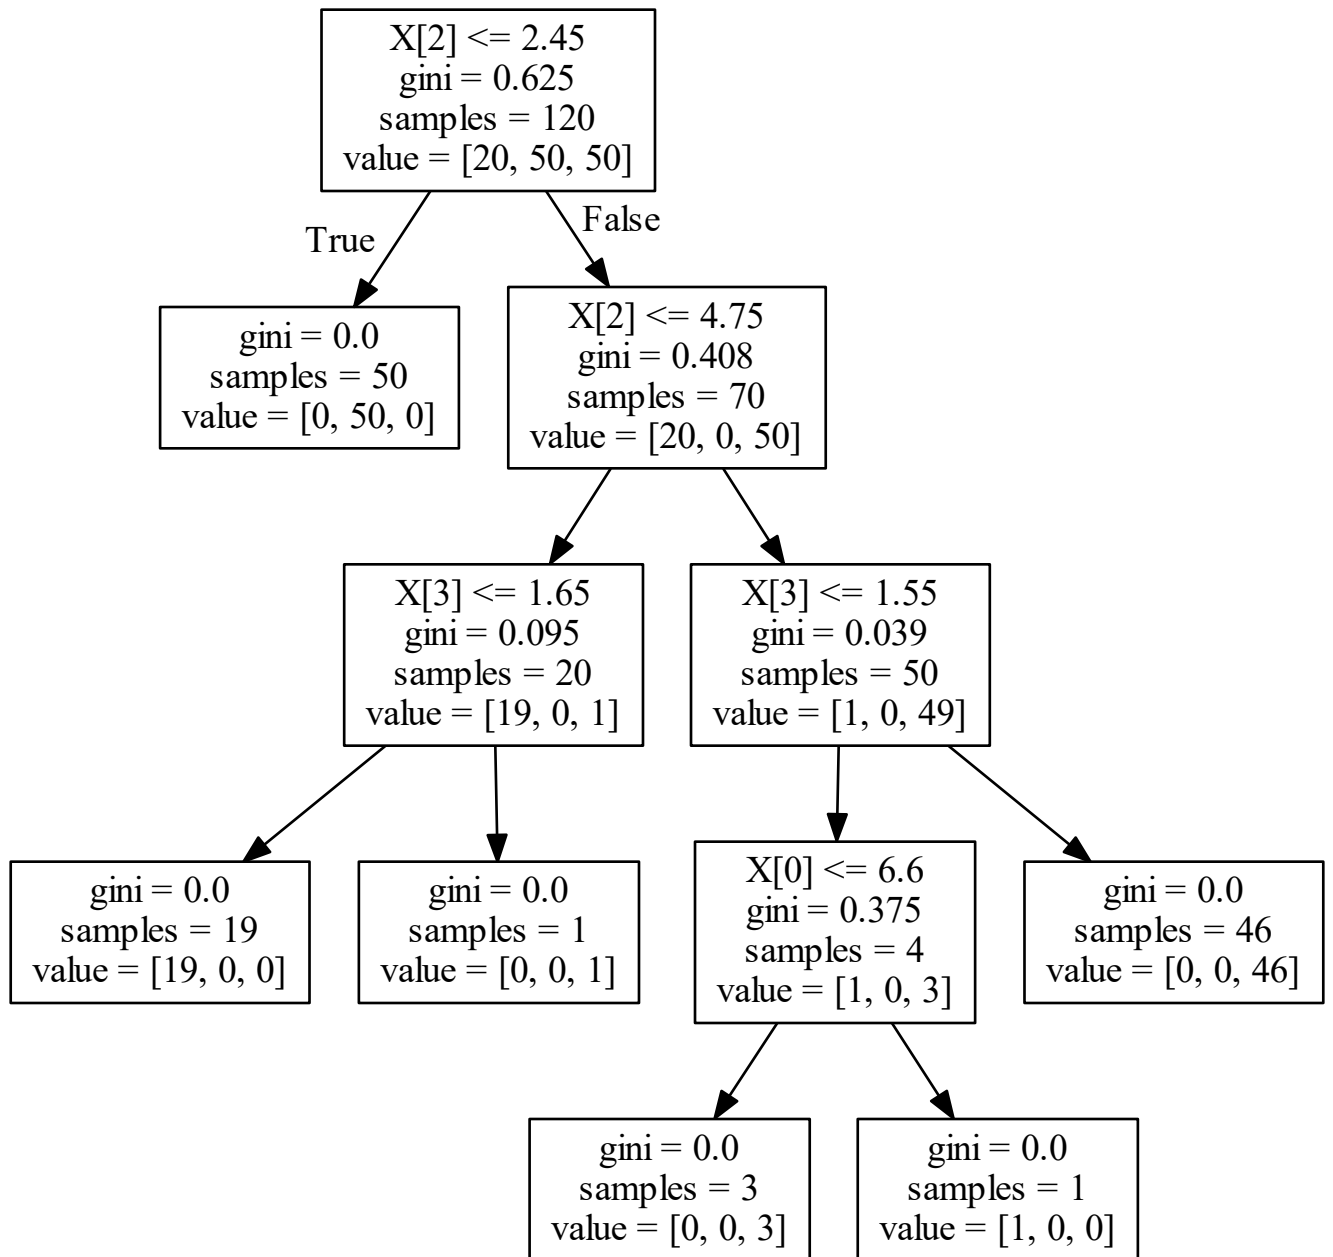 X[2] <= 2.45
gini = 0.625
samples = 120
value = [20, 50, 50]
True
False
gini = 0.0
samples = 50
value = [0, 50, 0]
X[2] <= 4.75
gini = 0.408
samples = 70
value = [20, 0, 50]
X[3] <= 1.65
gini = 0.095
samples = 20
value = [19, 0, 1]
X[3] <= 1.55
gini = 0.039
samples = 50
value = [1, 0, 49]
gini = 0.0
samples = 19
value = [19, 0, 0]
gini = 0.0
samples = 1
value = [0, 0, 1]
X[0] <= 6.6
gini = 0.375
samples = 4
value = [1, 0, 3]
gini = 0.0
samples = 46
value = [0, 0, 46]
gini = 0.0
samples = 3
value = [0, 0, 3]
gini = 0.0
samples = 1
value = [1, 0, 0]